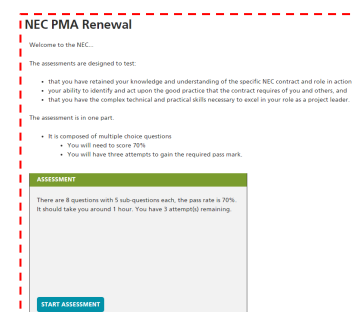 NEC PMA Renewal
Welcome to the NEC...
The assessments are designed to test:
that you have retained your knowledge and understanding of the specific NEC contract and role in action
your ability to identify and act upon the good practice that the contract requires of you and others, and
that you have the complex technical and practical skills necessary to excel in your role as a project leader.
The assessment is in one part.
It is composed of multiple choice questions
You will need to score 70%
You will have three attempts to gain the required pass mark.
ASSESSMENT
There are 8 questions with 5 sub-questions each, the pass rate is 70%.
It should take you around 1 hour. You have 3 attempt(s) remaining.
START ASSESSMENT